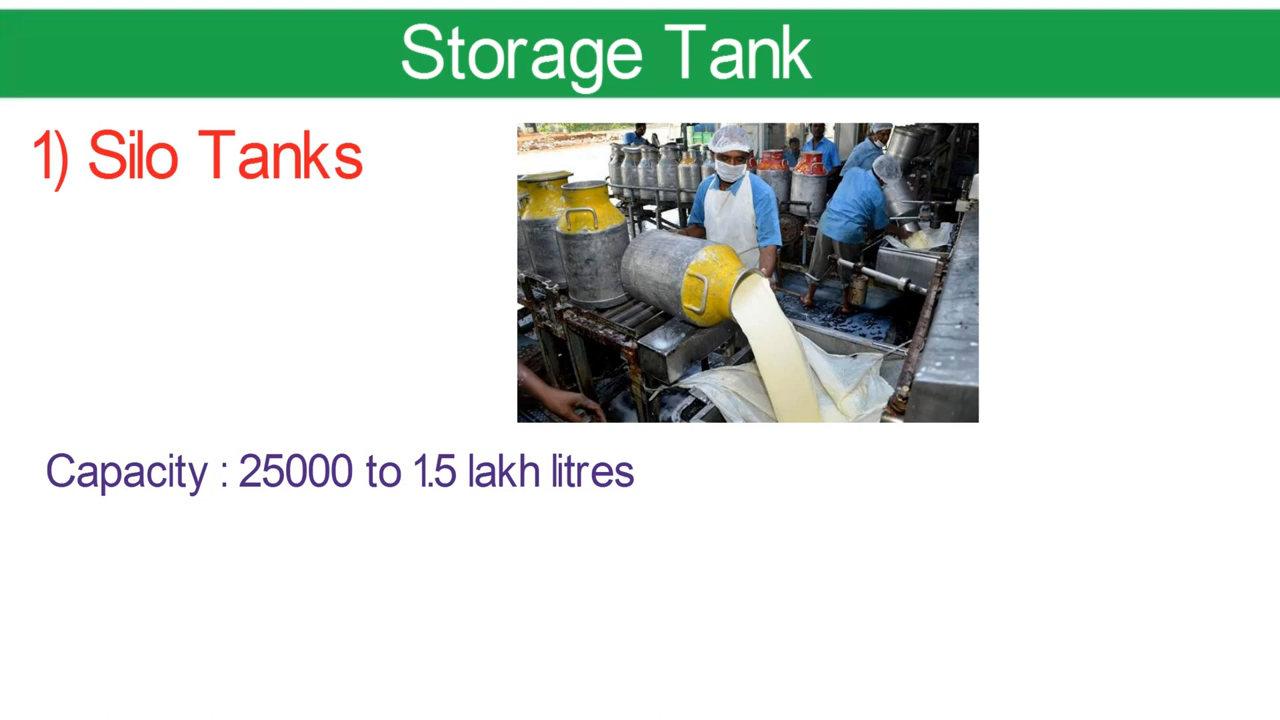 Storage Tank
1) Silo Tanks
Capacity : 25000 to 1.5 lakh litres